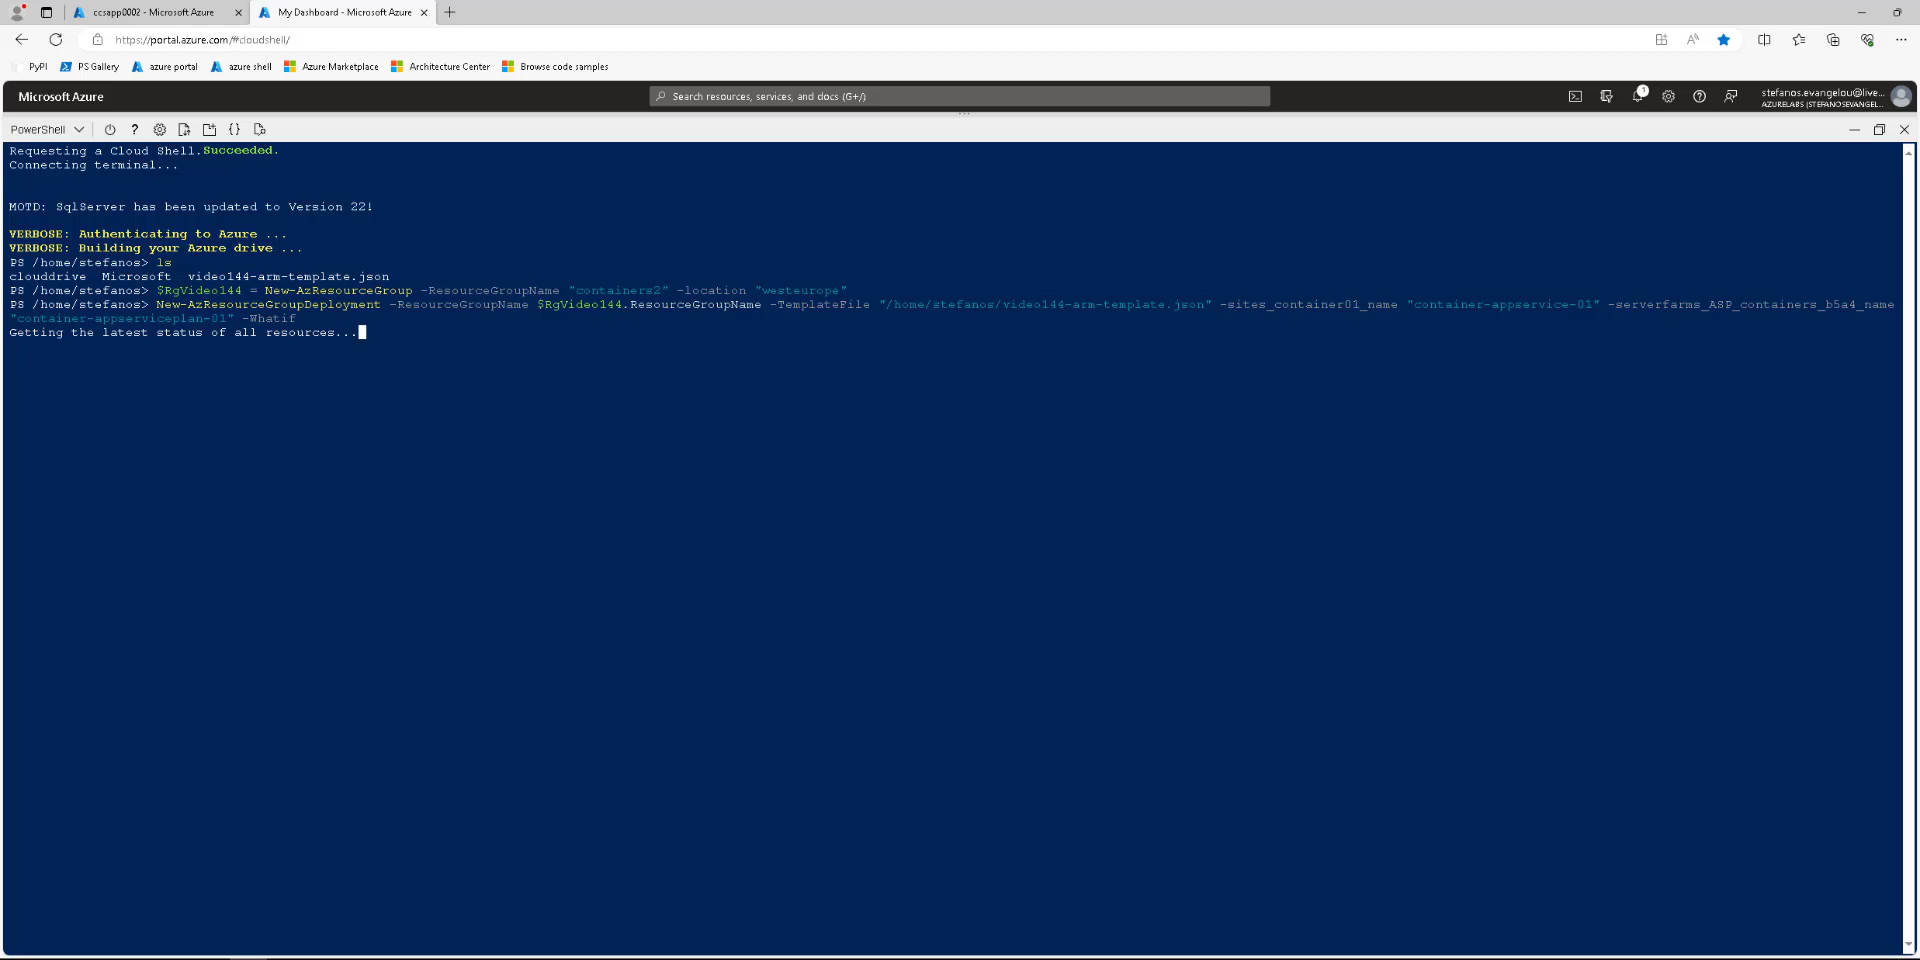 ccsapp0002 - Microsoft Azure
My Dashboard - Microsoft Azure
https://portal.azure.com/#cloudshell/
PyPI PS Gallery azure portal azure shell Azure Marketplace Architecture Center Browse code samples
Microsoft Azure
Search resources, services, and docs (G+/)
1
stefanos.evangelou@live...
AZURELABS (STEFANOSEVANGEL...
PowerShell
Requesting a Cloud Shell.Succeeded.
Connecting terminal...
MOTD: SqlServer has been updated to Version 22!
VERBOSE: Authenticating to Azure ...
VERBOSE: Building your Azure drive ...
PS /home/stefanos> ls
clouddrive Microsoft video144-arm-template.json
PS /home/stefanos> $RgVideo144 = New-AzResourceGroup -ResourceGroupName "containers2" -location "westeurope"
PS /home/stefanos> New-AzResourceGroupDeployment -ResourceGroupName $RgVideo144.ResourceGroupName -TemplateFile "/home/stefanos/video144-arm-template.json" -sites_container01_name "container-appservice-01" -serverfarms_ASP_containers_b5a4_name
"container-appserviceplan-01" -Whatif
Getting the latest status of all resources...